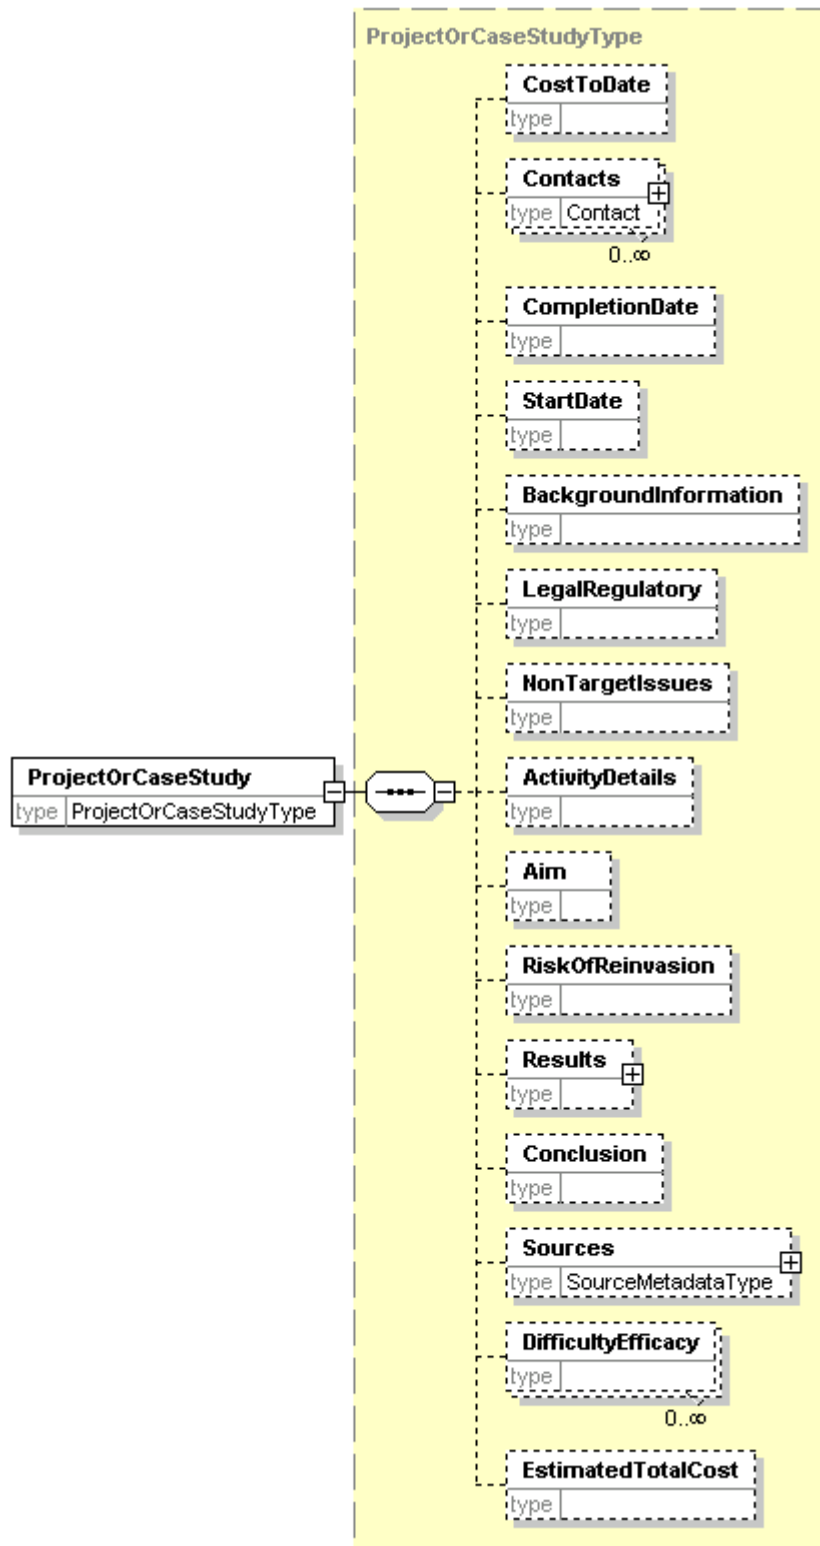 ProjectOrCaseStudyType
CostToDate
type
Contacts
type Contact
0..∞
CompletionDate
type
StartDate
type
BackgroundInformation
type
LegalRegulatory
type
NonTargetIssues
type
ProjectOrCaseStudy
type ProjectOrCaseStudyType
ActivityDetails
type
Aim
type
RiskOfReinvasion
type
Results
type
Conclusion
type
Sources
type SourceMetadataType
DifficultyEfficacy
type
0..∞
EstimatedTotalCost
type